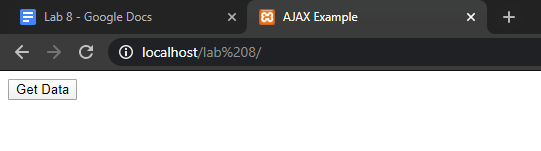 Lab 8 - Google Docs
AJAX Example
localhost/lab%208/
Get Data